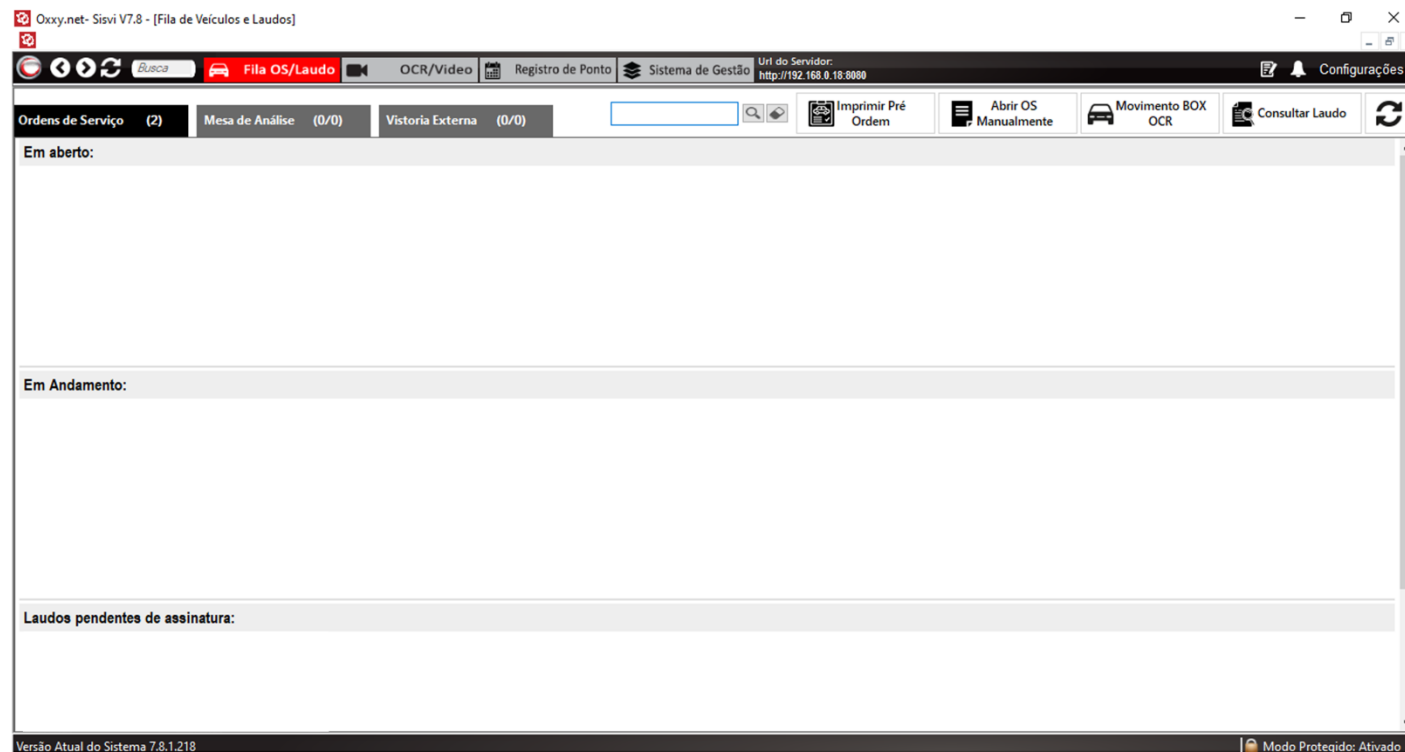 Oxxy.net- Sisvi V7.8 - [Fila de Veículos e Laudos]
Busca
Fila OS/Laudo
OCR/Video
Registro de Ponto
Sistema de Gestão
Url do Servidor:
http://192.168.0.18:8080
Configurações
Ordens de Serviço (2)
Mesa de Análise (0/0)
Vistoria Externa (0/0)
Imprimir Pré
Ordem
Abrir OS
Manualmente
Movimento BOX
OCR
Consultar Laudo
Em aberto:
Em Andamento:
Laudos pendentes de assinatura:
Versão Atual do Sistema 7.8.1.218
Modo Protegido: Ativado